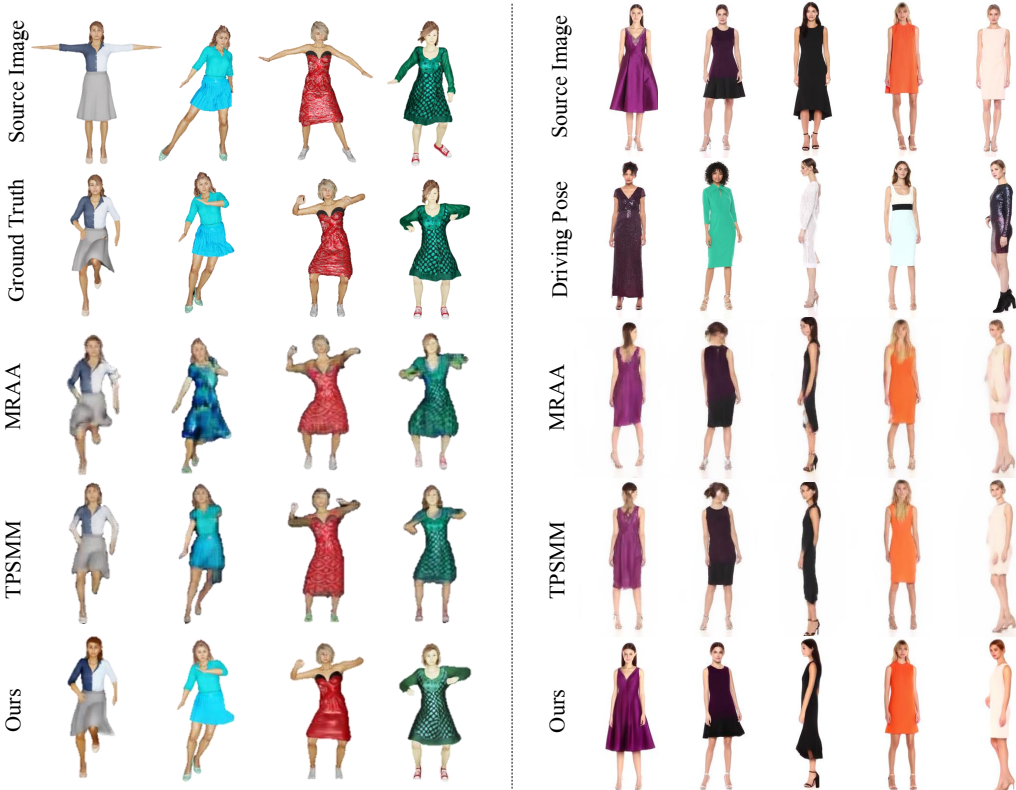 Source Image
Ground Truth
MRAA
TPSMM
Ours
Source Image
Driving Pose
MRAA
TPSMM
Ours